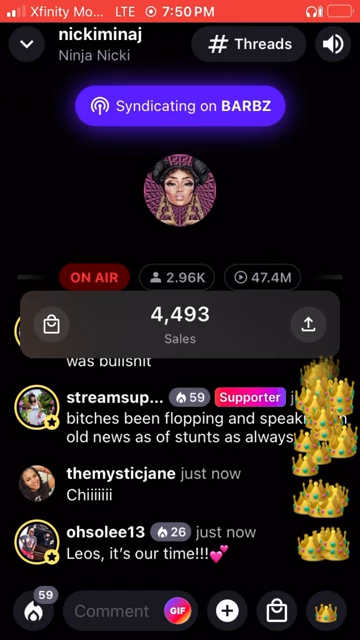 Xfinity Mo... LTE 7:50 PM
nickiminaj
Ninja Nicki
# Threads
Syndicating on BARBZ
ON AIR 2.96K 47.4M
4,493
Sales
was bullshit
streamsup... 59 Supporter
bitches been flopping and
old news as of stunts as always
themysticjane just now
Chiiiiiii
ohsolee13 26 just now
Leos, it's our time!!!💕
59 Comment GIF